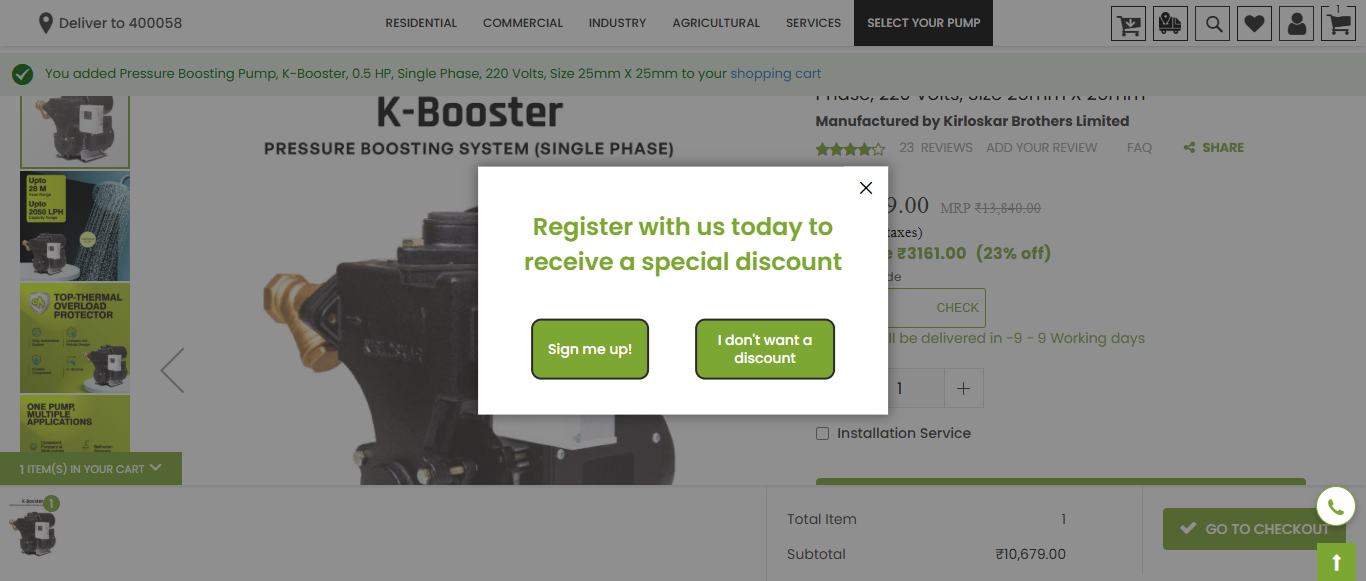 Deliver to 400058
RESIDENTIAL COMMERCIAL INDUSTRY AGRICULTURAL SERVICES SELECT YOUR PUMP
1
You added Pressure Boosting Pump, K-Booster, 0.5 HP, Single Phase, 220 Volts, Size 25mm X 25mm to your shopping cart
K-Booster
PRESSURE BOOSTING SYSTEM (SINGLE PHASE)
Phase, 220 Volts, Size 25mm X 25mm
Manufactured by Kirloskar Brothers Limited
23 REVIEWS ADD YOUR REVIEW FAQ SHARE
Upto
28 M
Head Range
Upto
2050 LPH
Capacity Range
TOP-THERMAL
OVERLOAD
PROTECTOR
ONE PUMP,
MULTIPLE
APPLICATIONS
KIRLOSKAR
Register with us today to
receive a special discount
Sign me up!
I don't want a
discount
9.00 MRP ₹13,840.00
taxes)
e ₹3161.00 (23% off)
de
CHECK
ll be delivered in -9 - 9 Working days
1 +
Installation Service
1 ITEM(S) IN YOUR CART
K-Booster
1
Total Item 1
Subtotal ₹10,679.00
GO TO CHECKOUT